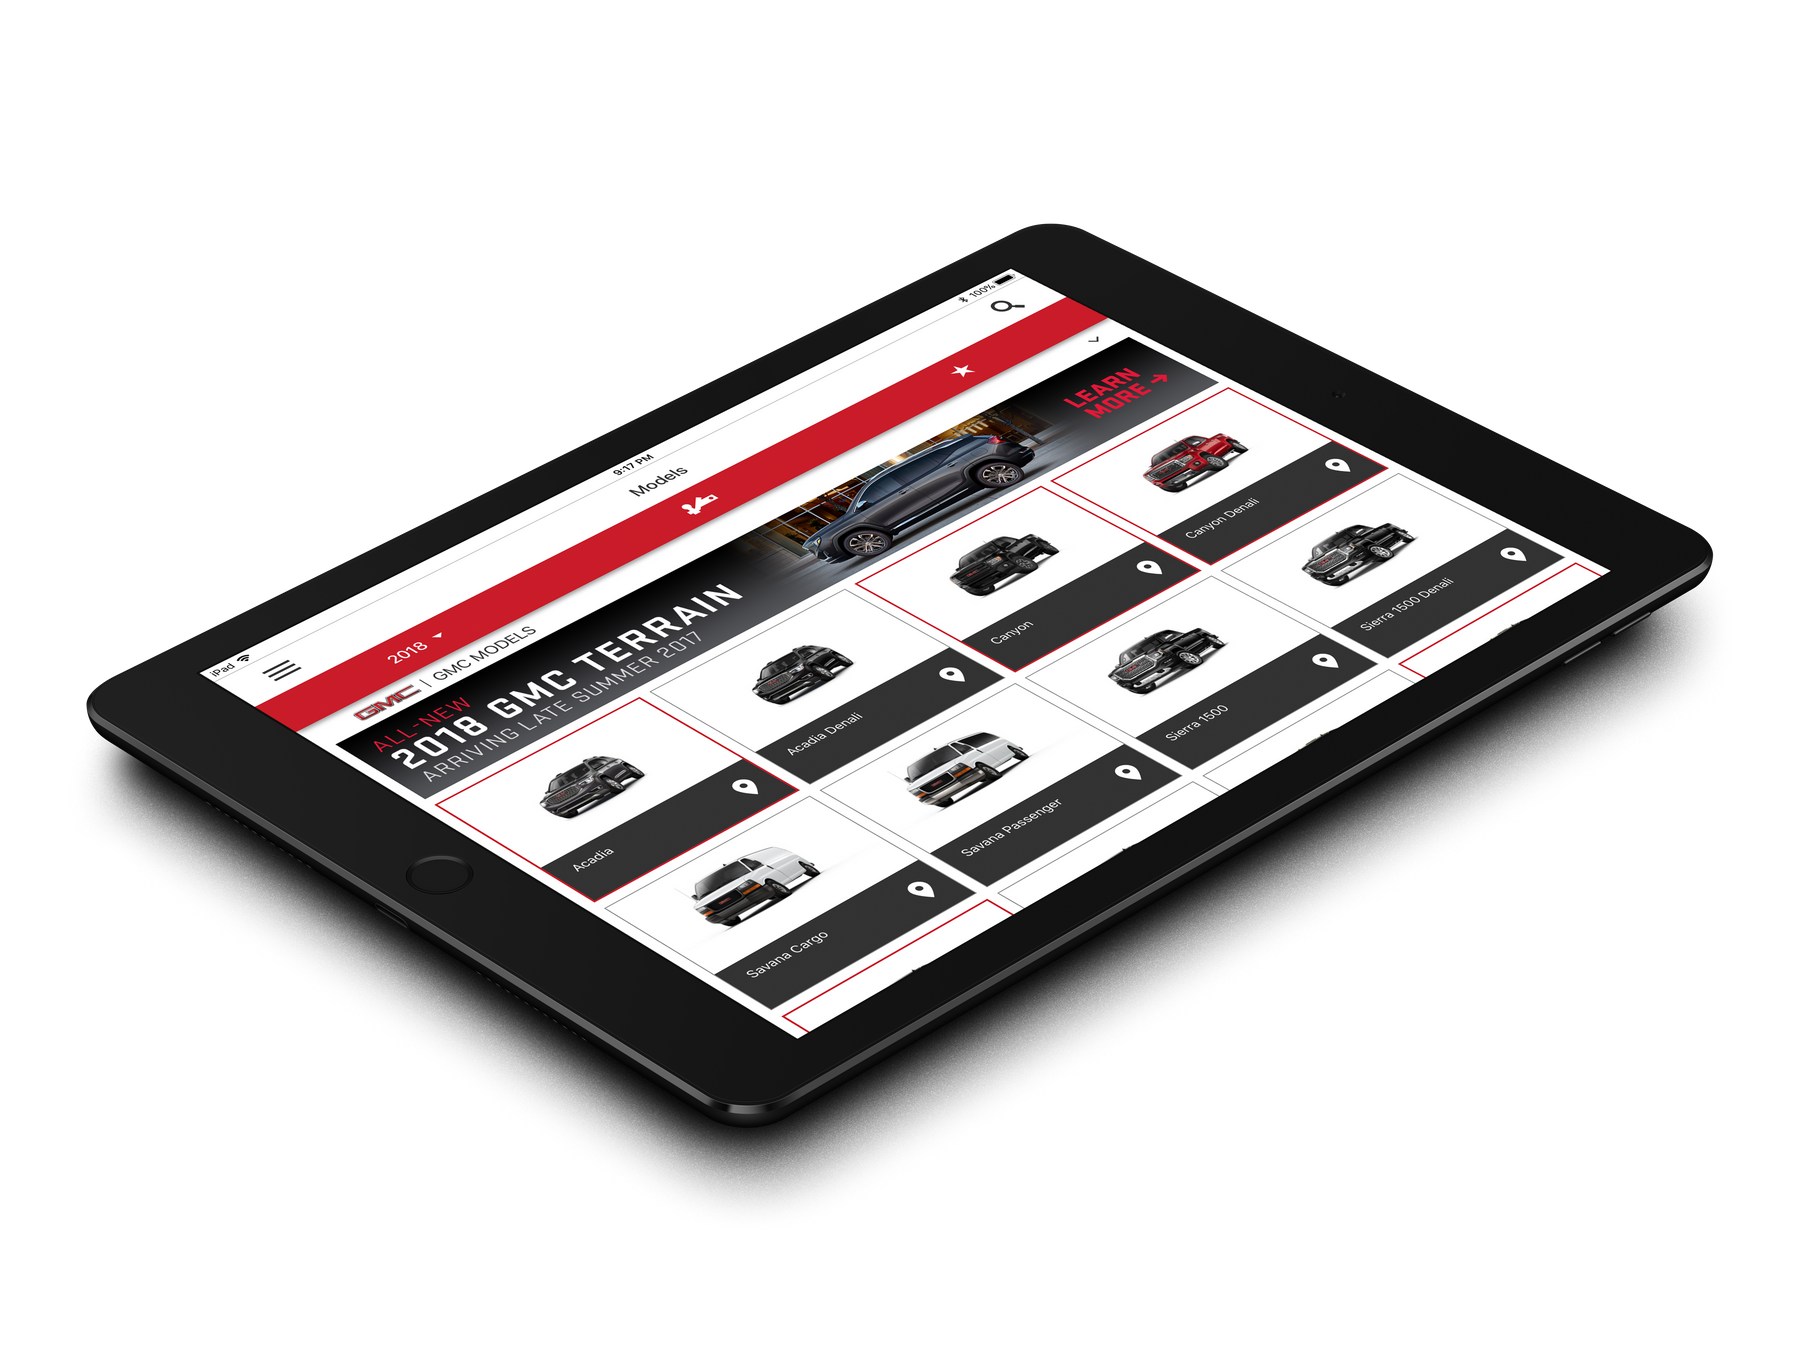 iPad
9:17 PM
100%
Models
2018
GMC | GMC MODELS
ALL-NEW
2018 GMC TERRAIN
ARRIVING LATE SUMMER 2017
LEARN
MORE →
Acadia
Acadia Denali
Canyon
Canyon Denali
Savana Cargo
Savana Passenger
Sierra 1500
Sierra 1500 Denali